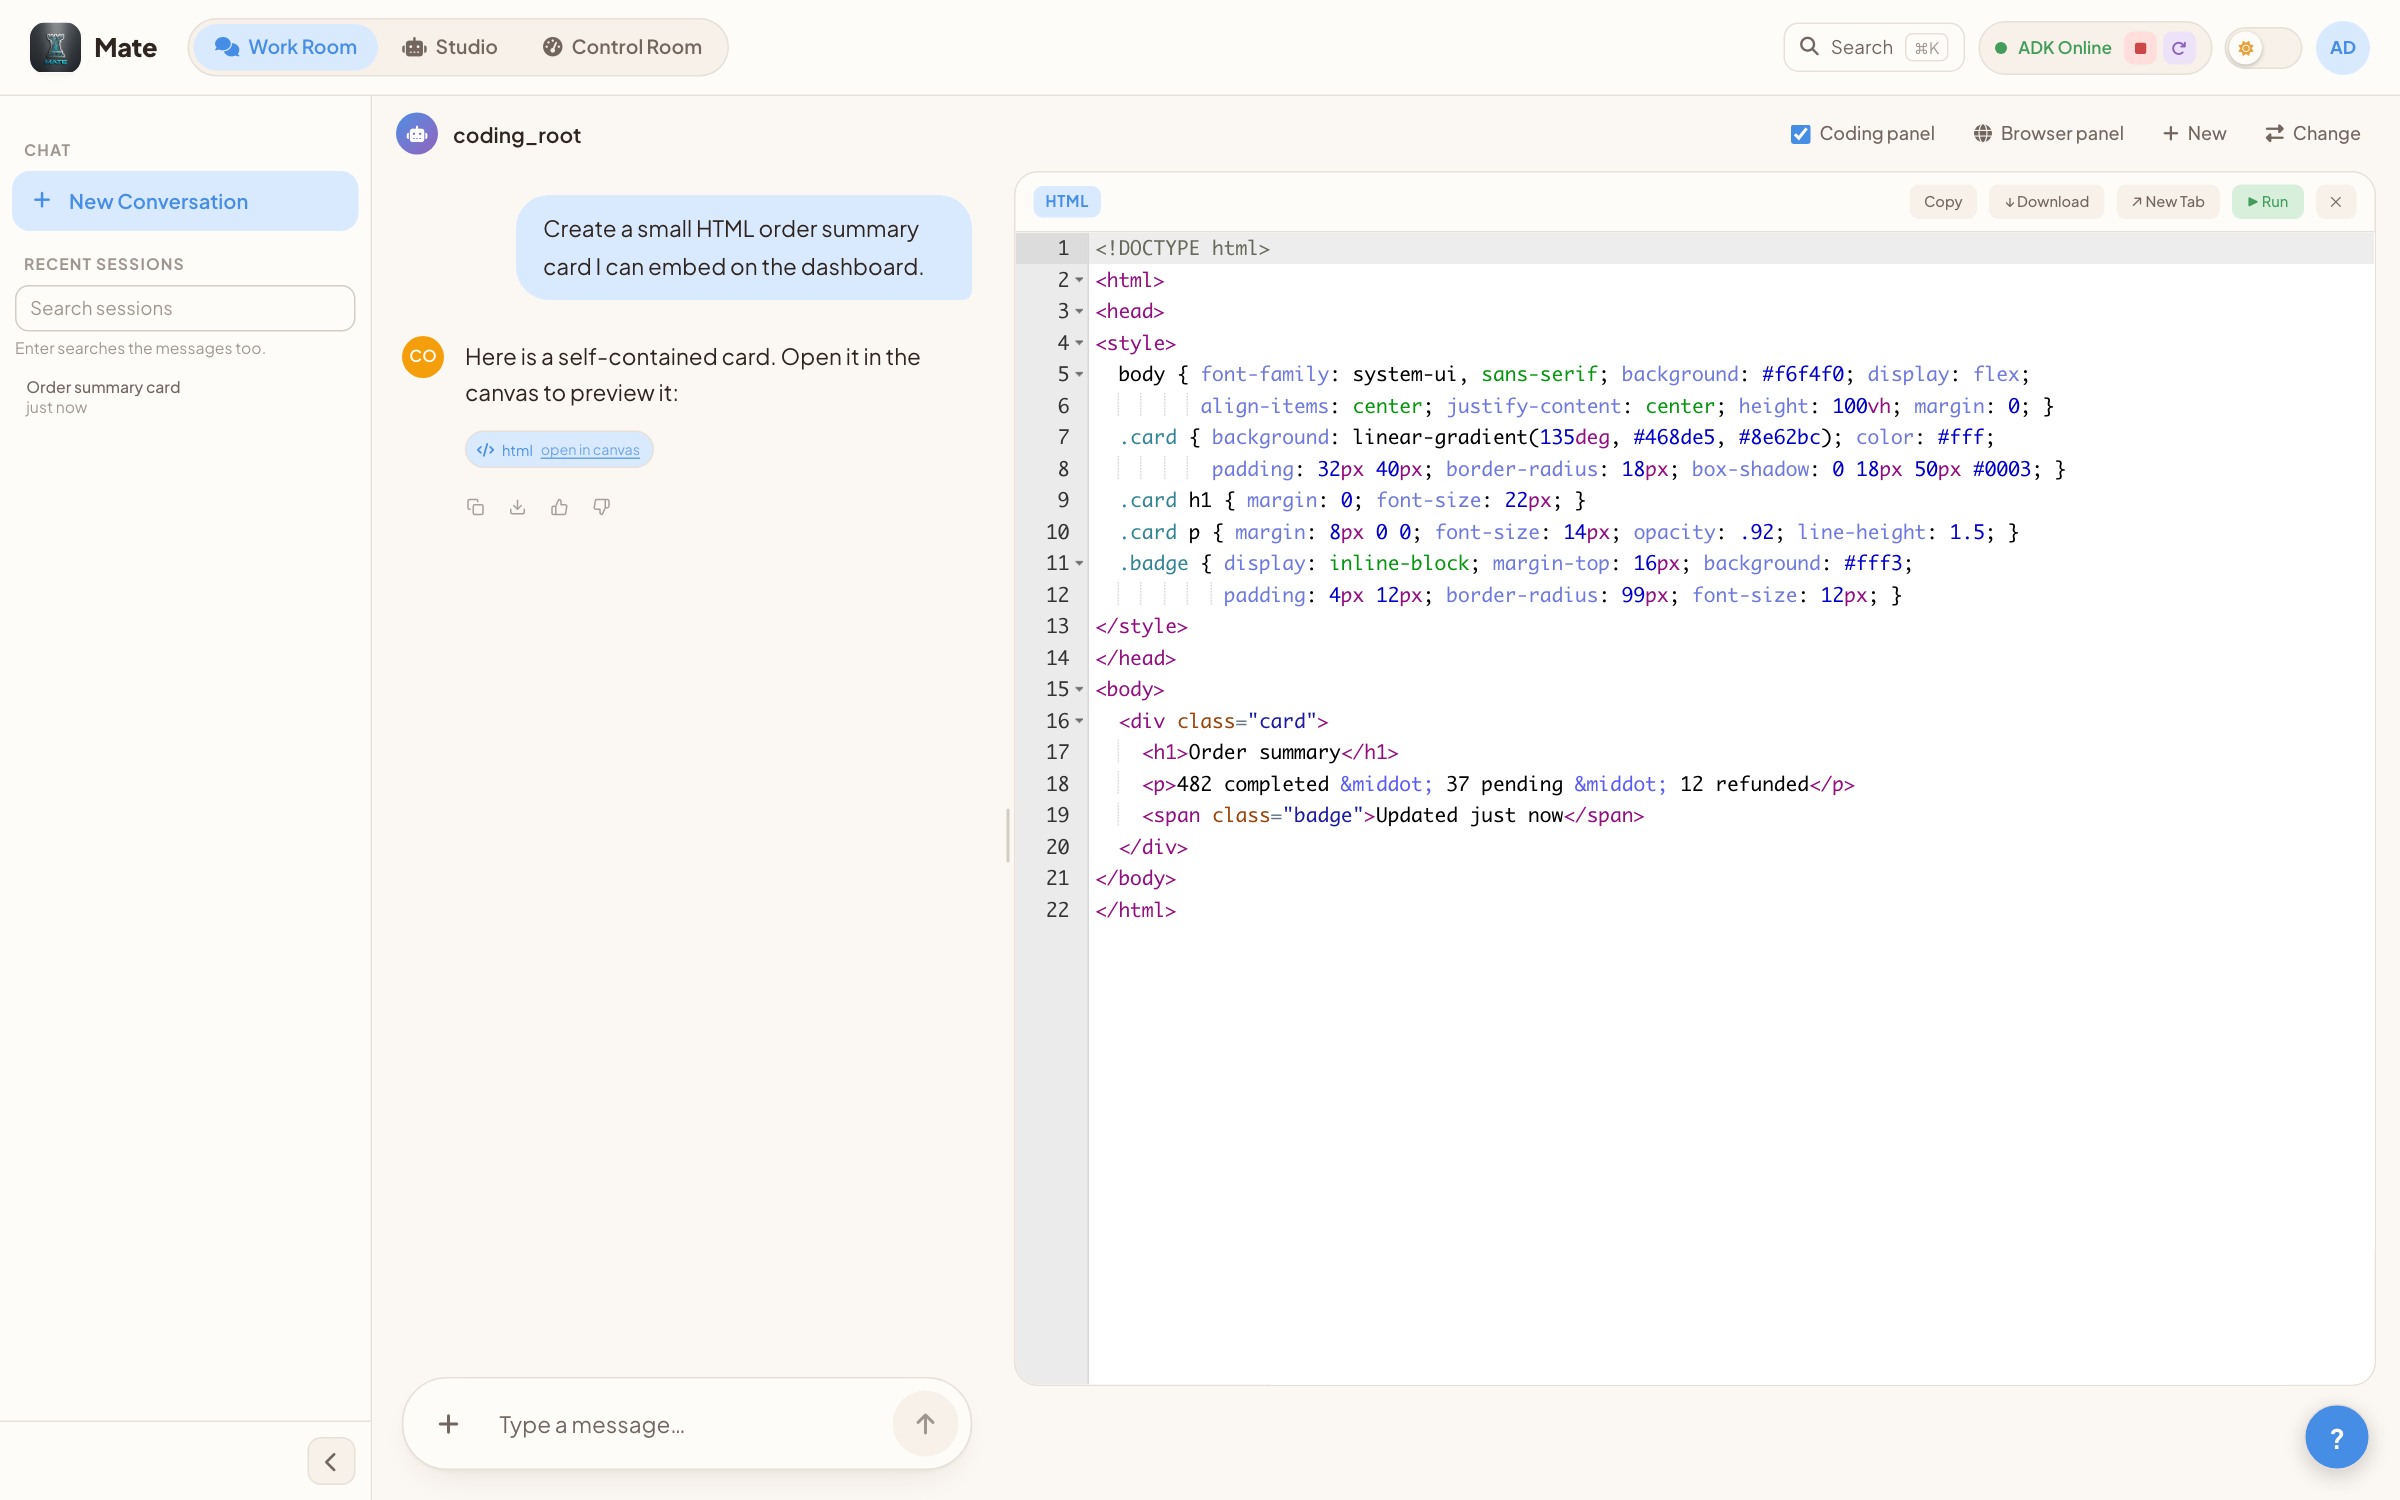 Mate
Work Room
Studio
Control Room
Search ⌘K
ADK Online
AD
CHAT
+ New Conversation
RECENT SESSIONS
Search sessions
Enter searches the messages too.
Order summary card
just now
coding_root
Coding panel
Browser panel
+ New
Change
Create a small HTML order summary
card I can embed on the dashboard.
CO
Here is a self-contained card. Open it in the
canvas to preview it:
</> html open in canvas
Type a message...
HTML
Copy
↓Download
↗New Tab
▶Run
×
1 <!DOCTYPE html>
2 <html>
3 <head>
4 <style>
5 body { font-family: system-ui, sans-serif; background: #f6f4f0; display: flex;
6 align-items: center; justify-content: center; height: 100vh; margin: 0; }
7 .card { background: linear-gradient(135deg, #468de5, #8e62bc); color: #fff;
8 padding: 32px 40px; border-radius: 18px; box-shadow: 0 18px 50px #0003; }
9 .card h1 { margin: 0; font-size: 22px; }
10 .card p { margin: 8px 0 0; font-size: 14px; opacity: .92; line-height: 1.5; }
11 .badge { display: inline-block; margin-top: 16px; background: #fff3;
12 padding: 4px 12px; border-radius: 99px; font-size: 12px; }
13 </style>
14 </head>
15 <body>
16 <div class="card">
17 <h1>Order summary</h1>
18 <p>482 completed &middot; 37 pending &middot; 12 refunded</p>
19 <span class="badge">Updated just now</span>
20 </div>
21 </body>
22 </html>
?